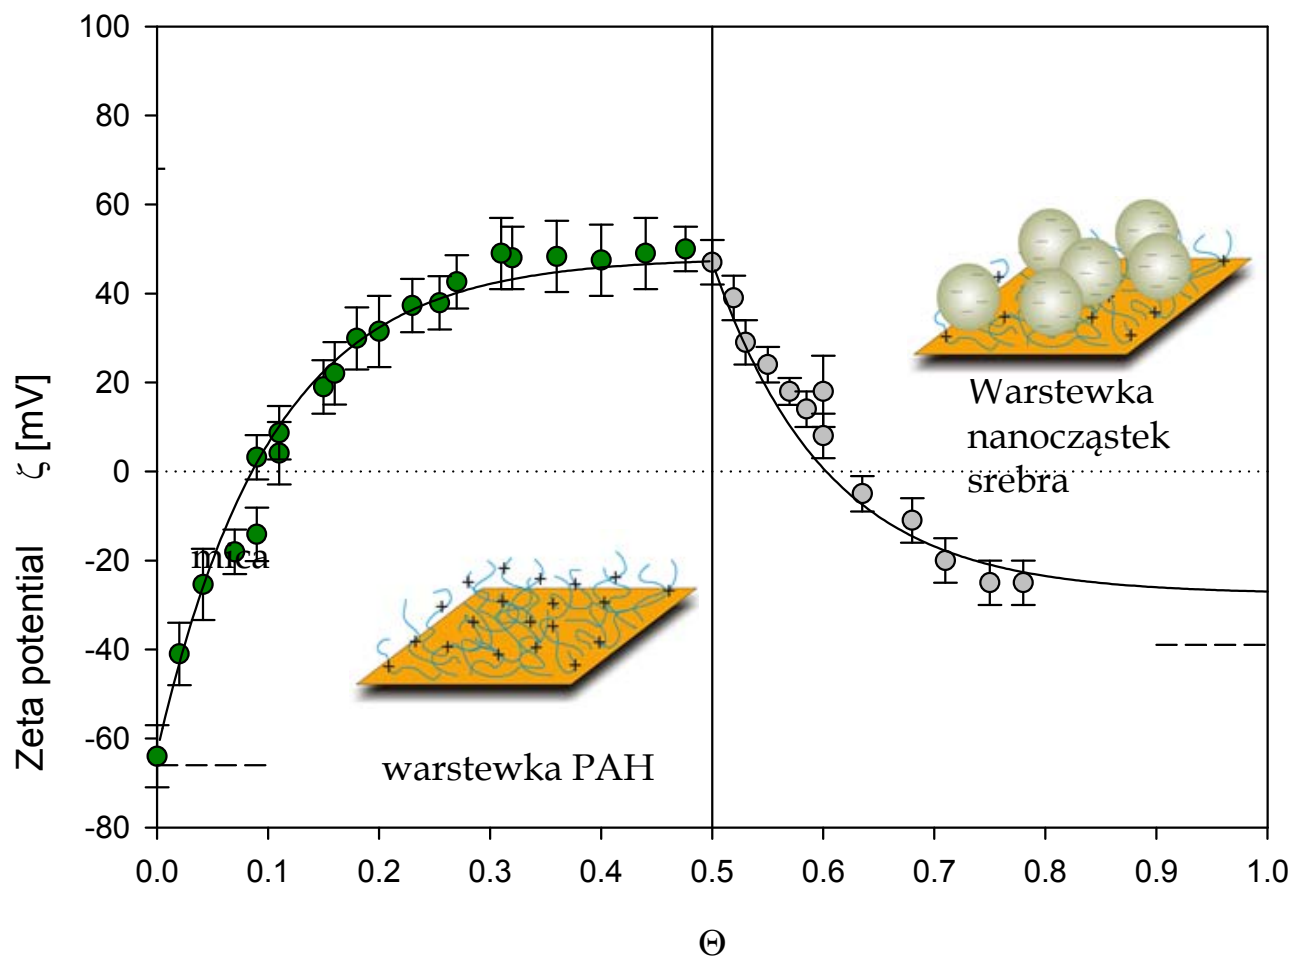 100
80
60
40
20
0
-20
-40
-60
-80
Zeta potential ζ [mV]
mica
warstewka PAH
Warstewka
nanocząstek
srebra
0.0 0.1 0.2 0.3 0.4 0.5 0.6 0.7 0.8 0.9 1.0
Θ